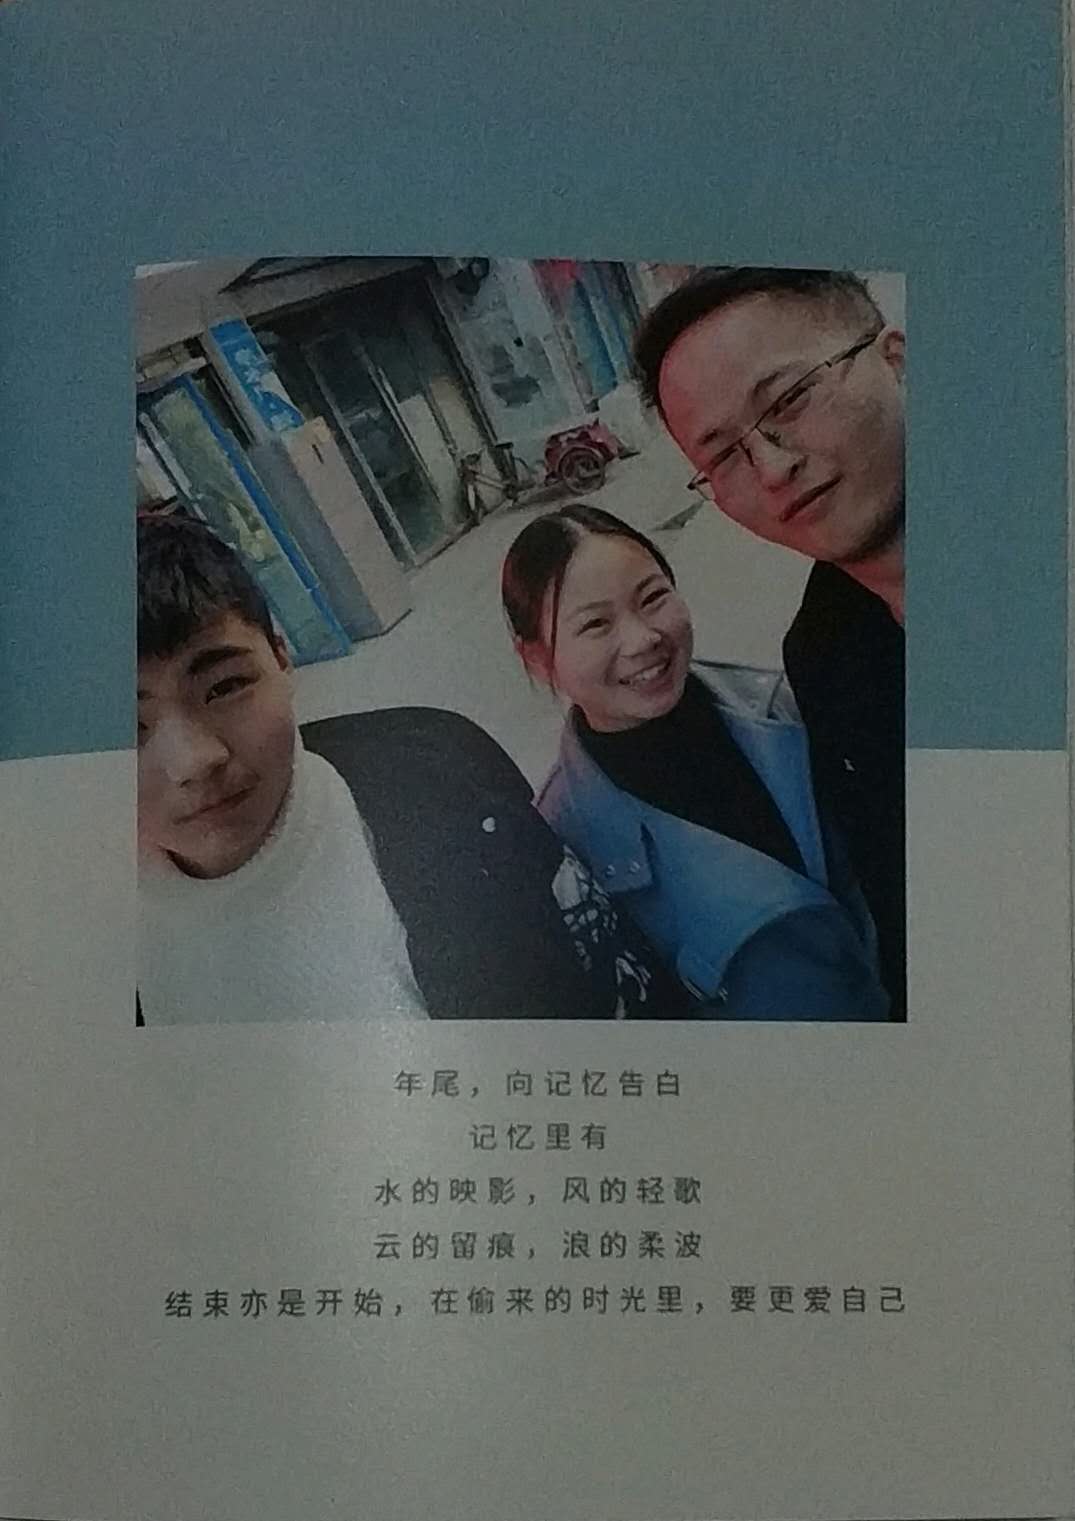 年尾，向记忆告白
记忆里有
水的映影，风的轻歌
云的留痕，浪的柔波
结束亦是开始，在偷来的时光里，要更爱自己